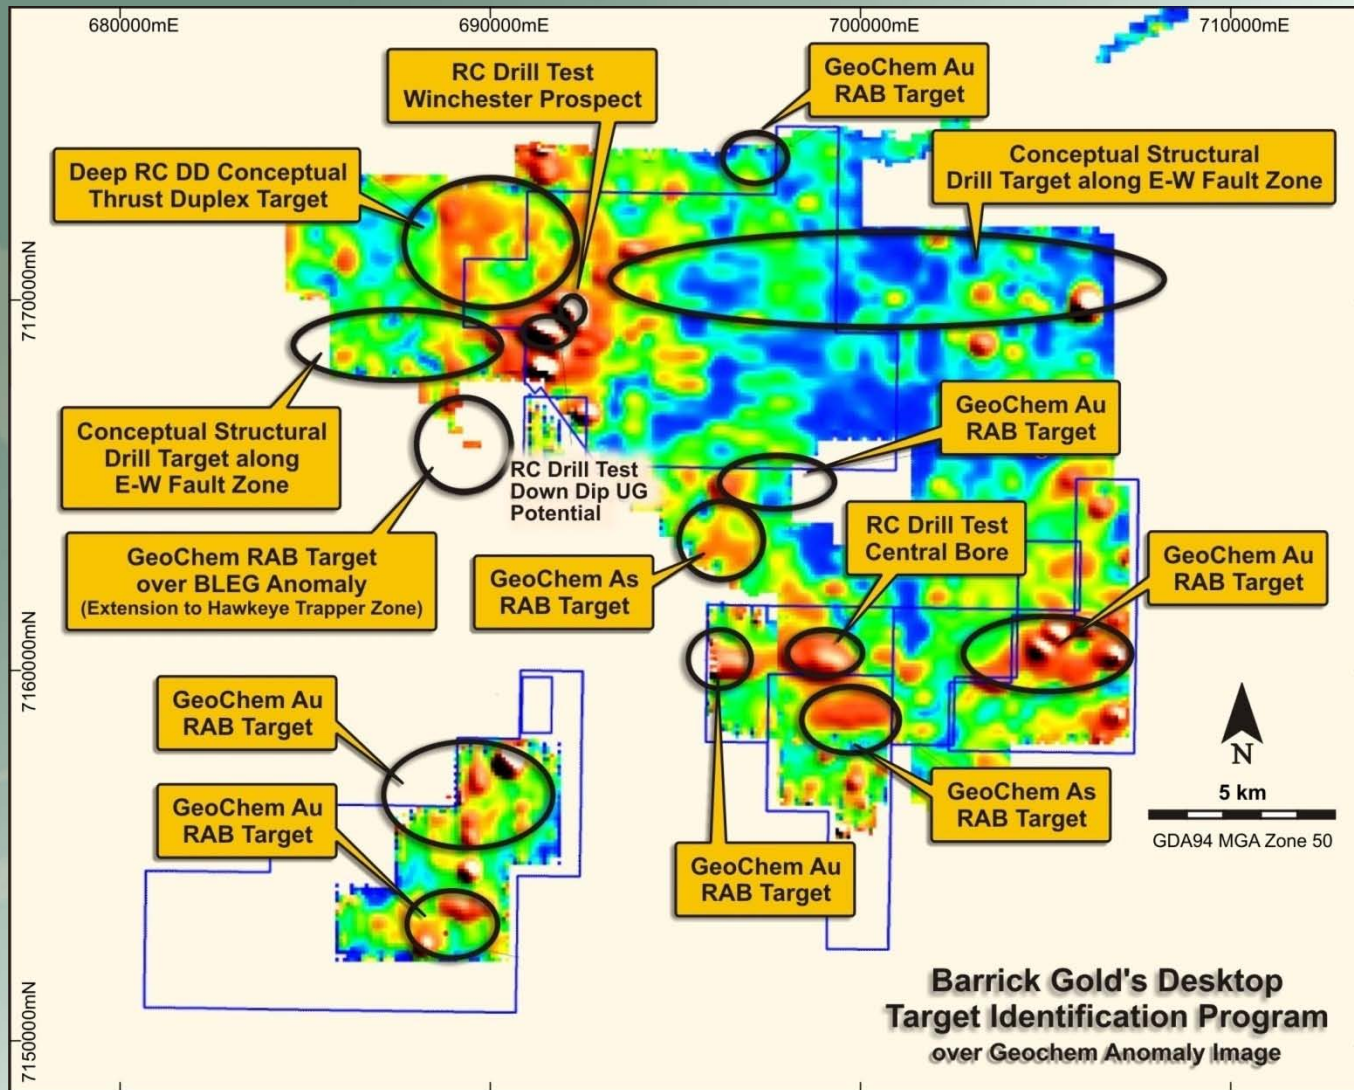 680000mE
690000mE
700000mE
710000mE
RC Drill Test
Winchester Prospect
GeoChem Au
RAB Target
Deep RC DD Conceptual
Thrust Duplex Target
Conceptual Structural
Drill Target along E-W Fault Zone
7170000mN
Conceptual Structural
Drill Target along
E-W Fault Zone
GeoChem Au
RAB Target
RC Drill Test
Down Dip UG
Potential
GeoChem RAB Target
over BLEG Anomaly
(Extension to Hawkeye Trapper Zone)
GeoChem As
RAB Target
RC Drill Test
Central Bore
GeoChem Au
RAB Target
7160000mN
GeoChem Au
RAB Target
GeoChem Au
RAB Target
GeoChem Au
RAB Target
GeoChem As
RAB Target
N
5 km
GDA94 MGA Zone 50
7150000mN
Barrick Gold's Desktop
Target Identification Program
over Geochem Anomaly Image